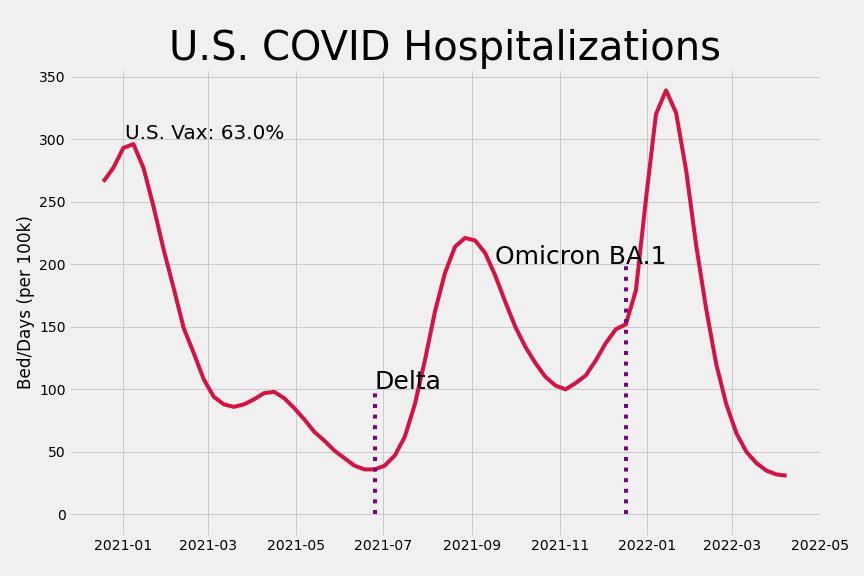 U.S. COVID Hospitalizations
350
300
250
200
150
100
50
0
Bed/Days (per 100k)
U.S. Vax: 63.0%
Omicron BA.1
Delta
2021-01 2021-03 2021-05 2021-07 2021-09 2021-11 2022-01 2022-03 2022-05